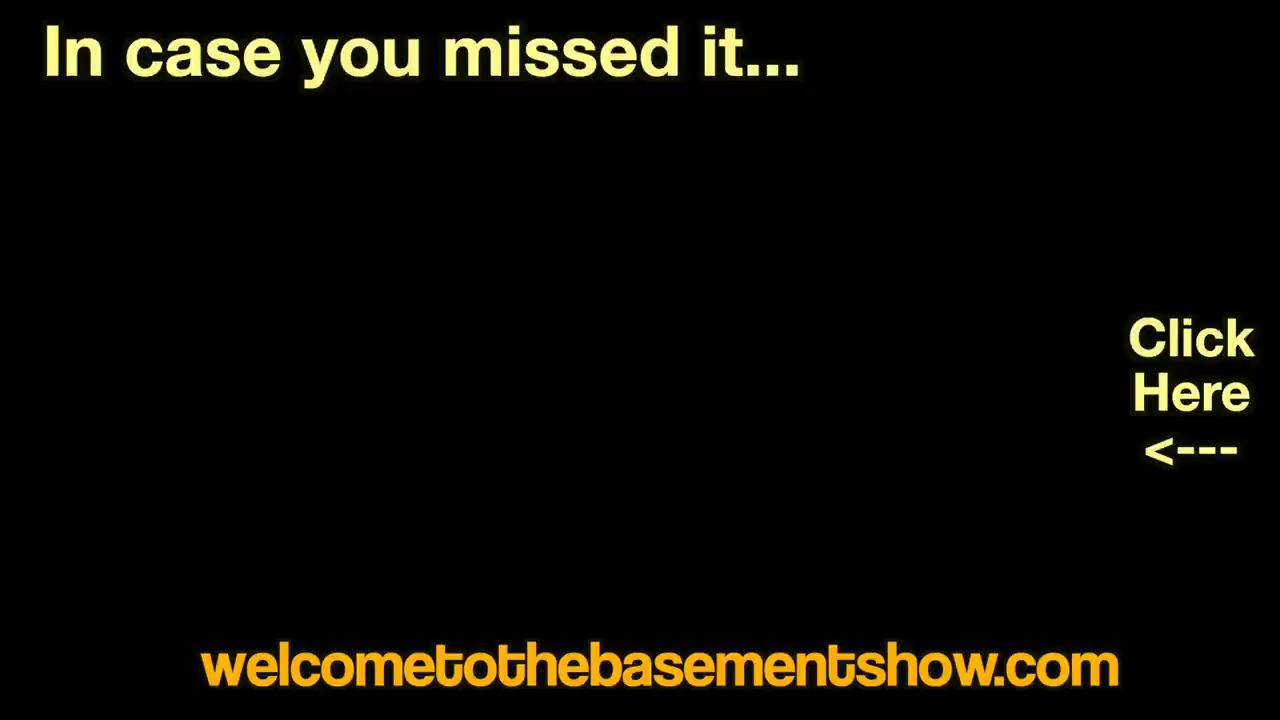 In case you missed it...
Click
Here
<---
welcometothebasementshow.com